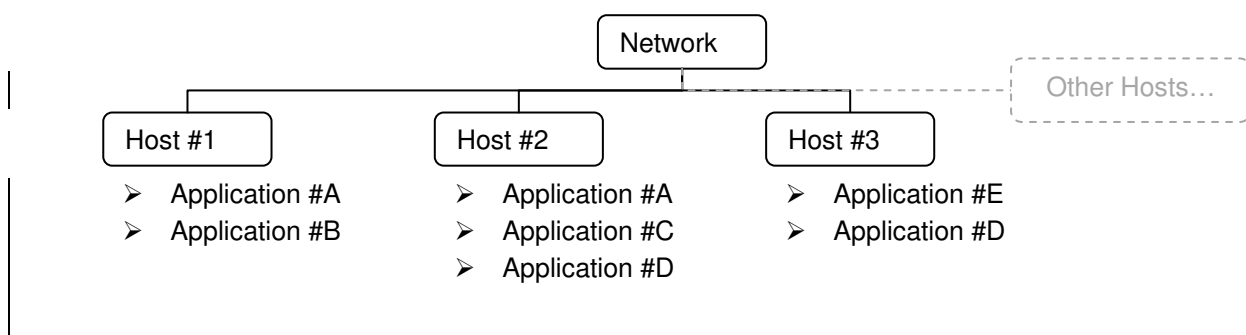 Network
Other Hosts…
Host #1
Host #2
Host #3
➢ Application #A
➢ Application #B
➢ Application #A
➢ Application #C
➢ Application #D
➢ Application #E
➢ Application #D